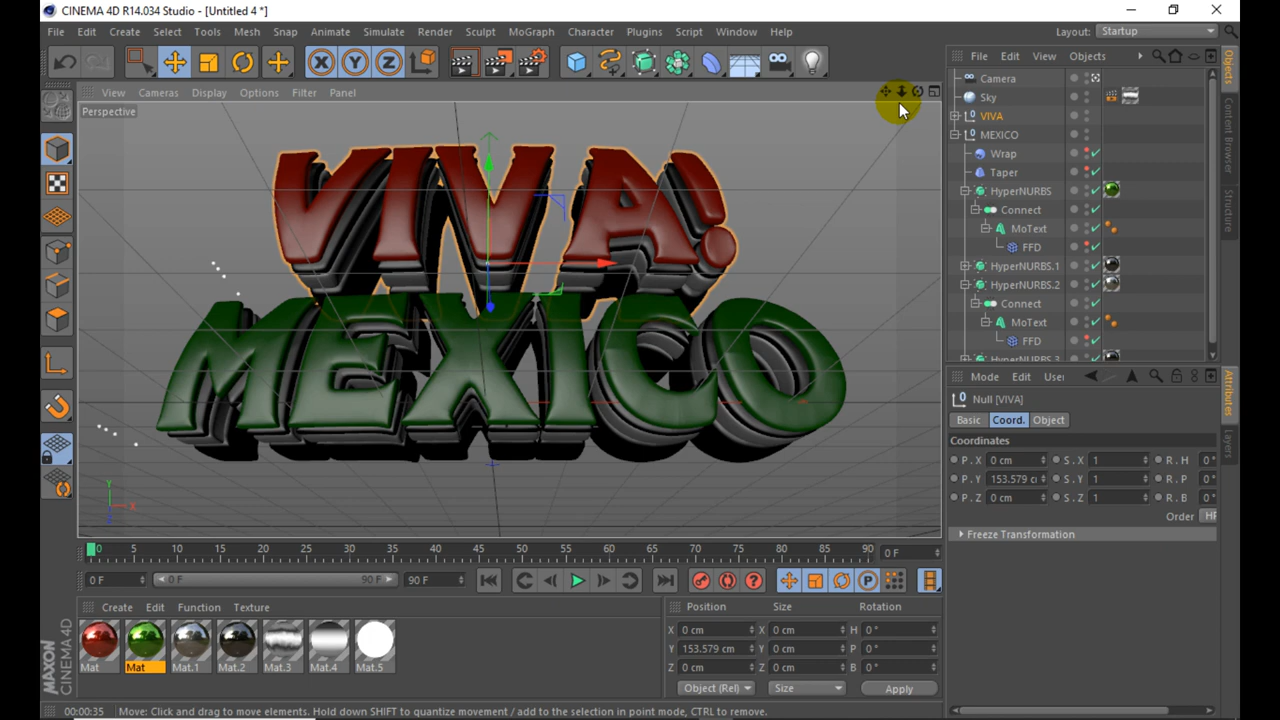 CINEMA 4D R14.034 Studio - [Untitled 4 *]
File Edit Create Select Tools Mesh Snap Animate Simulate Render Sculpt MoGraph Character Plugins Script Window Help Layout: Startup
File Edit View Objects
View Cameras Display Options Filter Panel
Perspective
VIVA!
MEXICO
Y
X
Camera
Sky
VIVA
MEXICO
Wrap
Taper
HyperNURBS
Connect
MoText
FFD
HyperNURBS.1
HyperNURBS.2
Connect
MoText
FFD
HyperNURBS.3
Objects
Content Browser
Structure
Mode Edit User
Null [VIVA]
Basic Coord. Object
Coordinates
P . X 0 cm S . X 1 R . H 0°
P . Y 153.579 c S . Y 1 R . P 0°
P . Z 0 cm S . Z 1 R . B 0°
Order HP
Freeze Transformation
Attributes
Layers
0 5 10 15 20 25 30 35 40 45 50 55 60 65 70 75 80 85 90 0 F
0 F 0 F 90 F 90 F
Create Edit Function Texture
Mat Mat Mat.1 Mat.2 Mat.3 Mat.4 Mat.5
Position Size Rotation
X 0 cm X 0 cm H 0°
Y 153.579 cm Y 0 cm P 0°
Z 0 cm Z 0 cm B 0°
Object (Rel) Size Apply
MAXON
CINEMA 4D
00:00:35 Move: Click and drag to move elements. Hold down SHIFT to quantize movement / add to the selection in point mode, CTRL to remove.